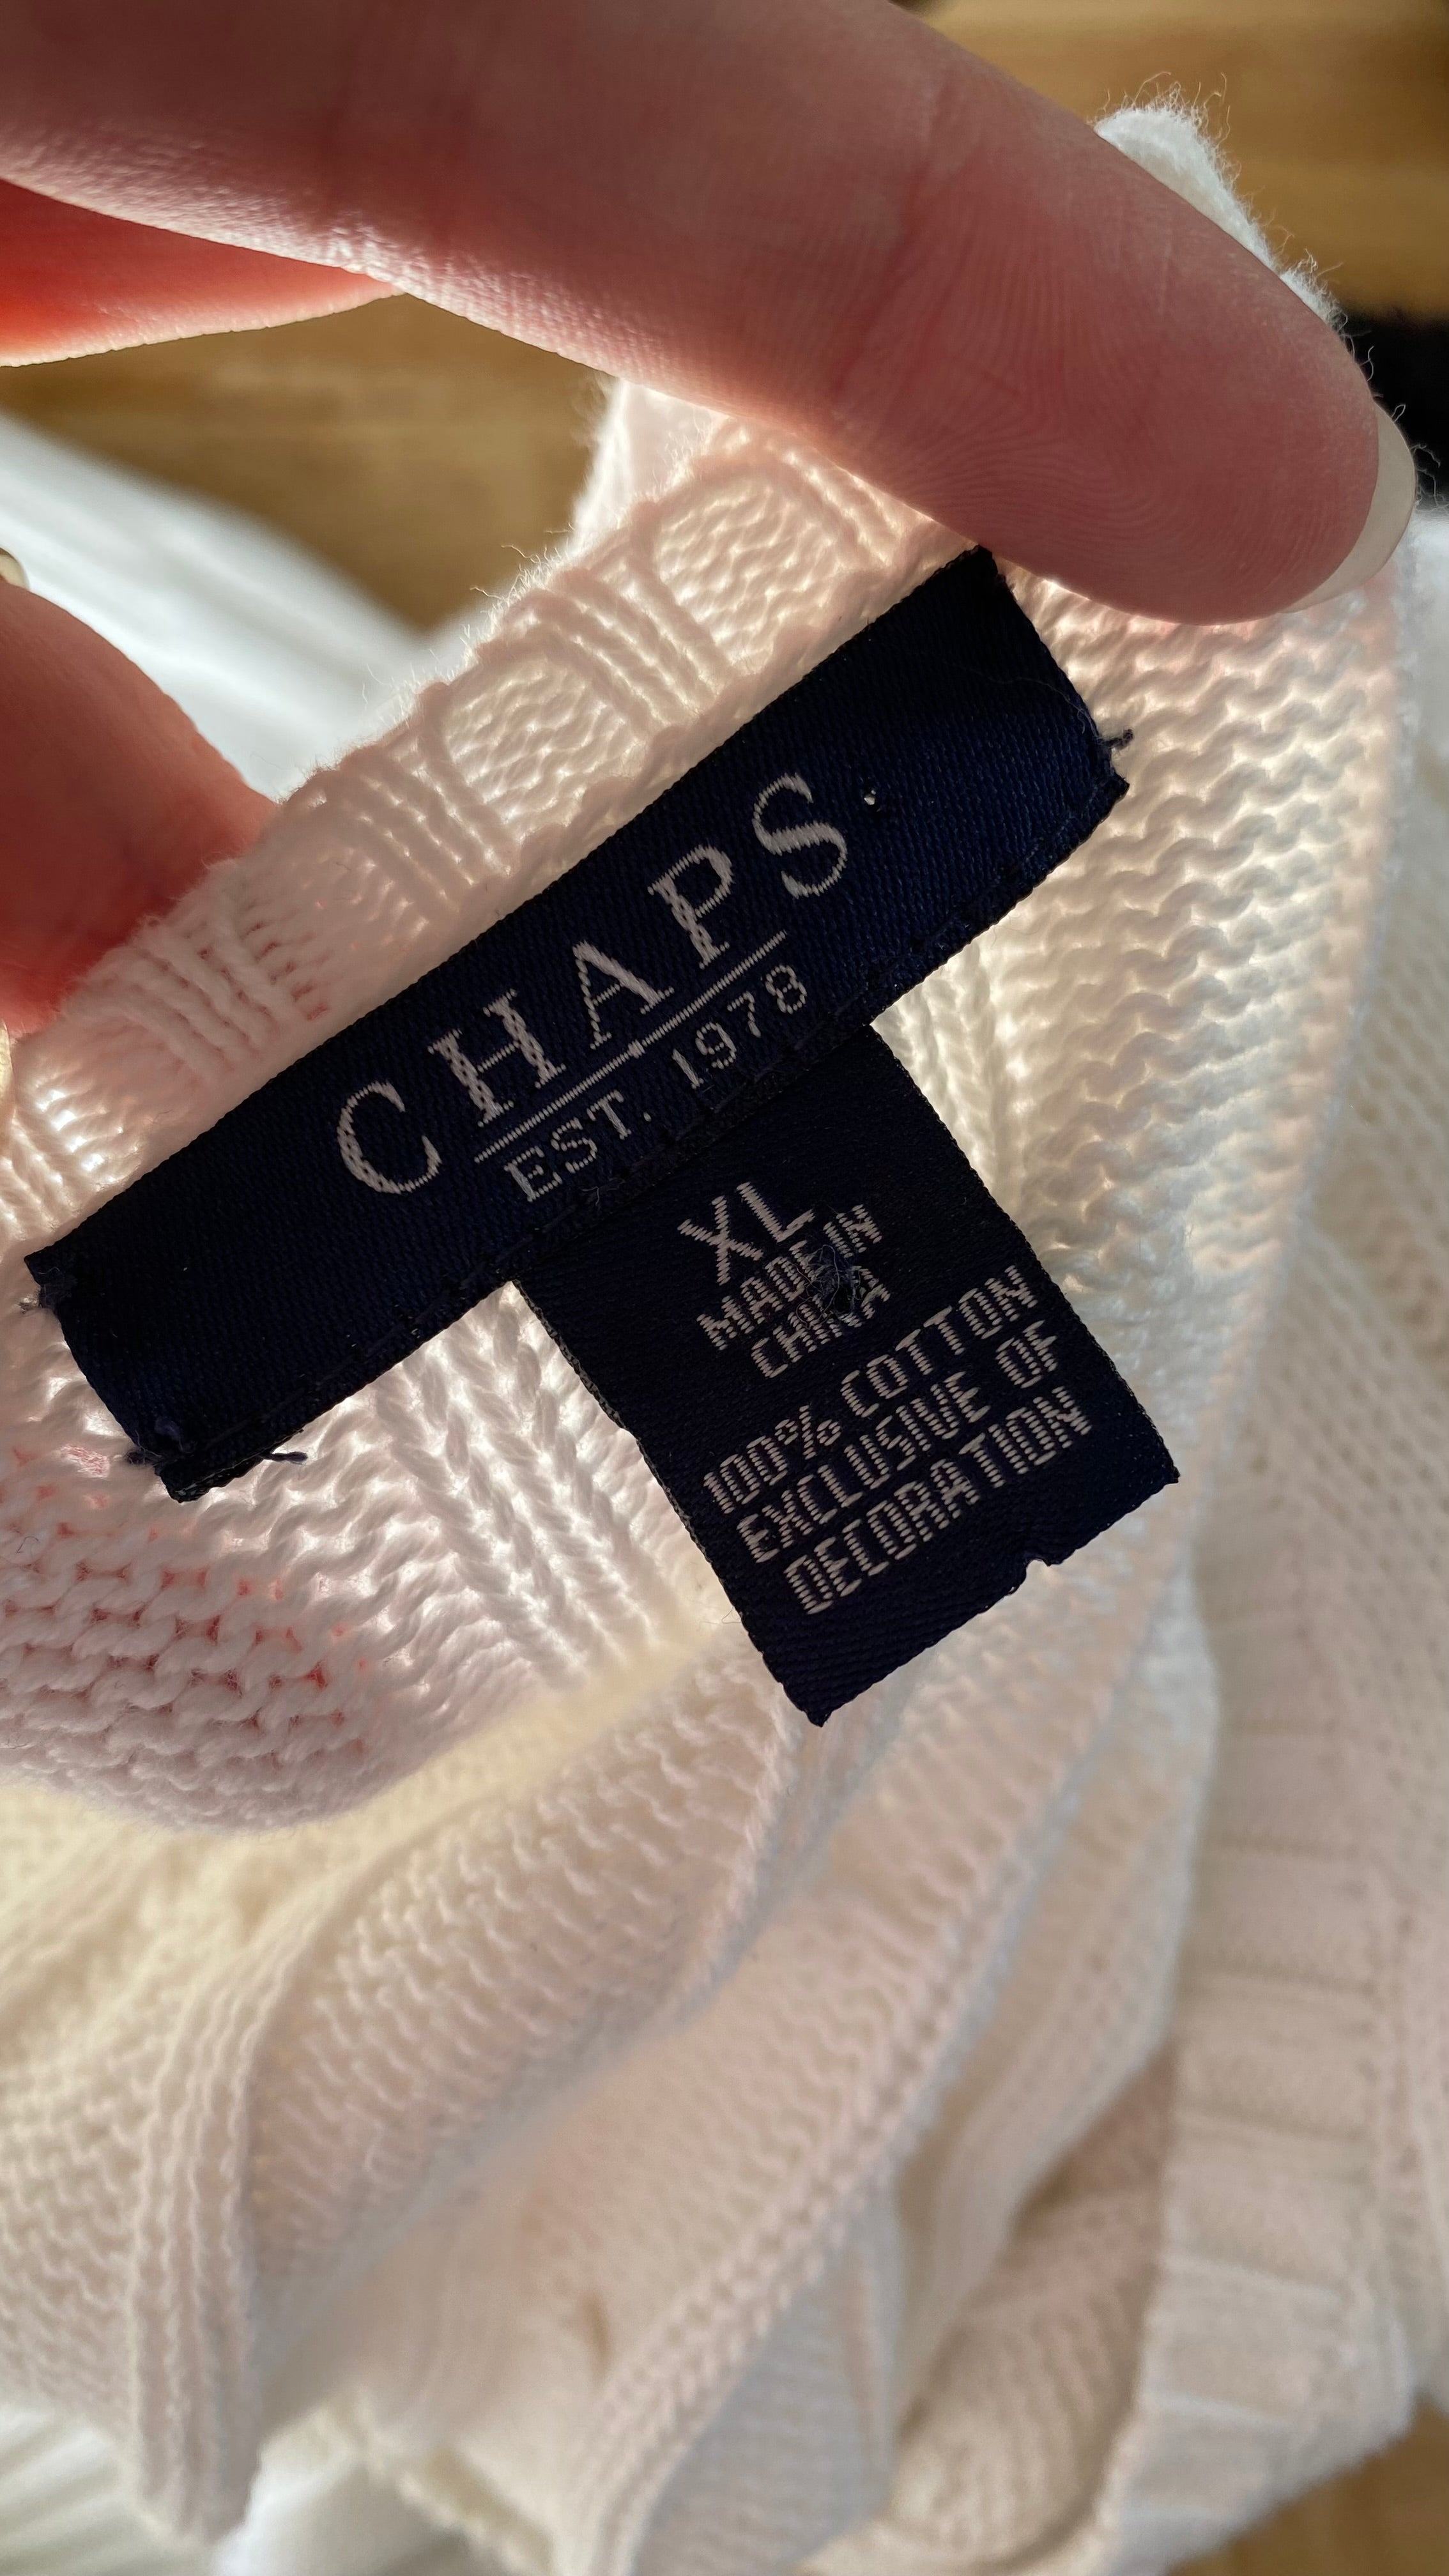 CHAPS
EST. 1978
XL
MADE IN
CHINA
100% COTTON
EXCLUSIVE OF
DECORATION